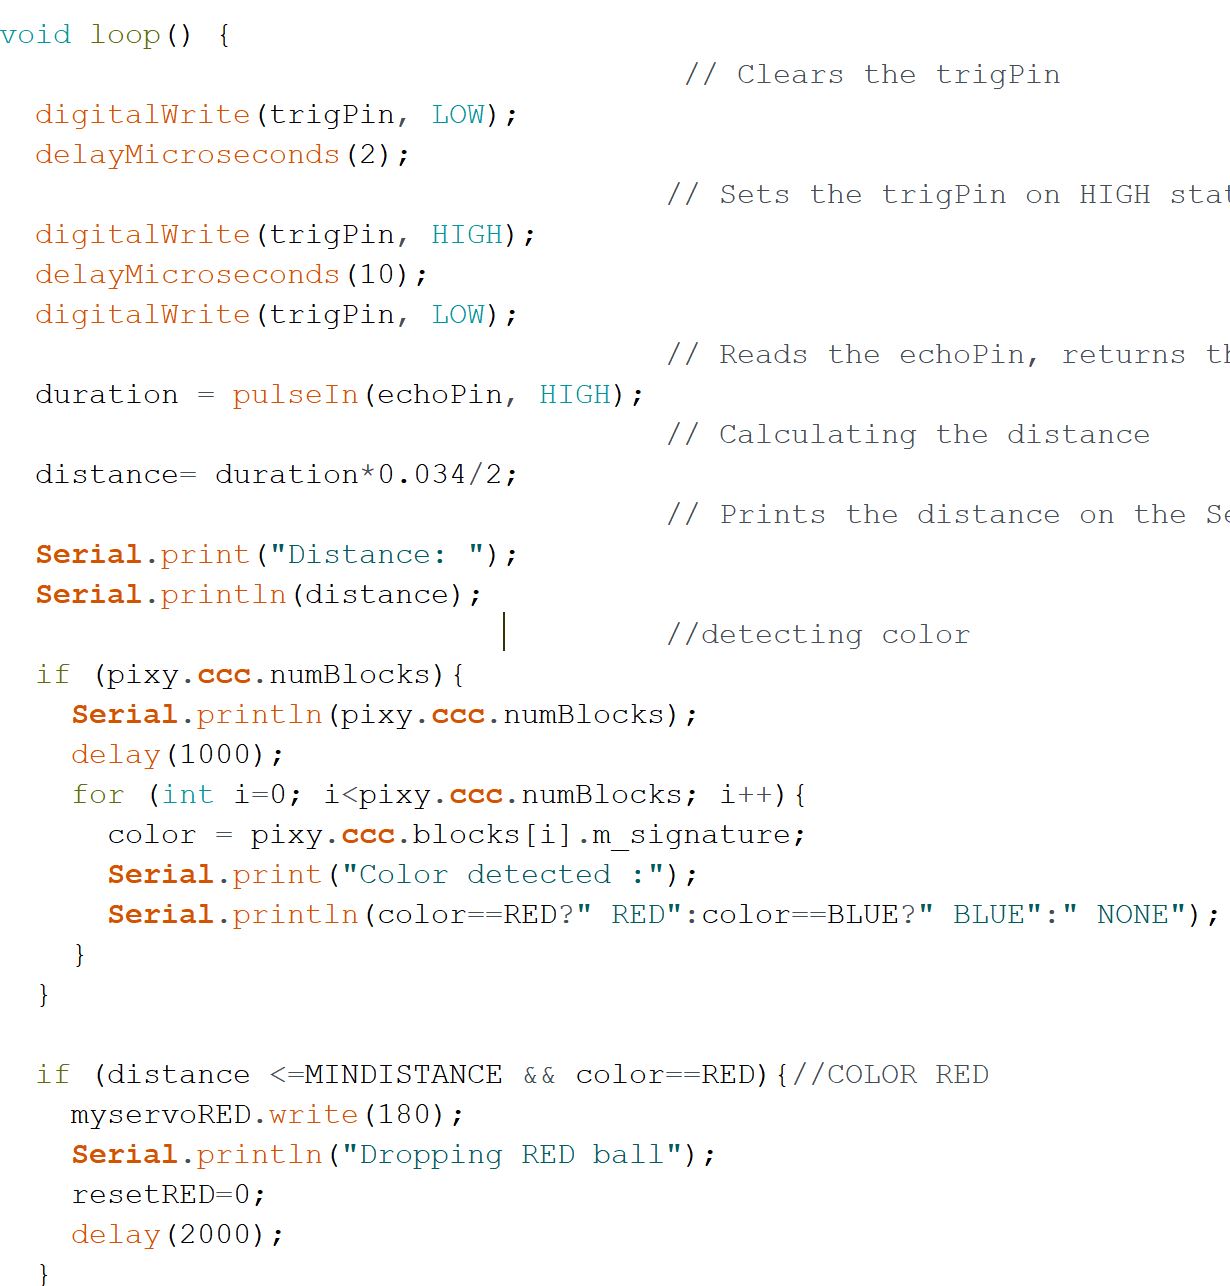 void loop() {
// Clears the trigPin
digitalWrite(trigPin, LOW);
delayMicroseconds(2);
// Sets the trigPin on HIGH stat
digitalWrite(trigPin, HIGH);
delayMicroseconds(10);
digitalWrite(trigPin, LOW);
// Reads the echoPin, returns th
duration = pulseIn(echoPin, HIGH);
// Calculating the distance
distance= duration*0.034/2;
// Prints the distance on the Se
Serial.print("Distance: ");
Serial.println(distance);
//detecting color
if (pixy.ccc.numBlocks){
Serial.println(pixy.ccc.numBlocks);
delay(1000);
for (int i=0; i<pixy.ccc.numBlocks; i++){
color = pixy.ccc.blocks[i].m_signature;
Serial.print("Color detected :");
Serial.println(color==RED?" RED":color==BLUE?" BLUE":" NONE");
}
}
if (distance <=MINDISTANCE && color==RED){//COLOR RED
myservoRED.write(180);
Serial.println("Dropping RED ball");
resetRED=0;
delay(2000);
}